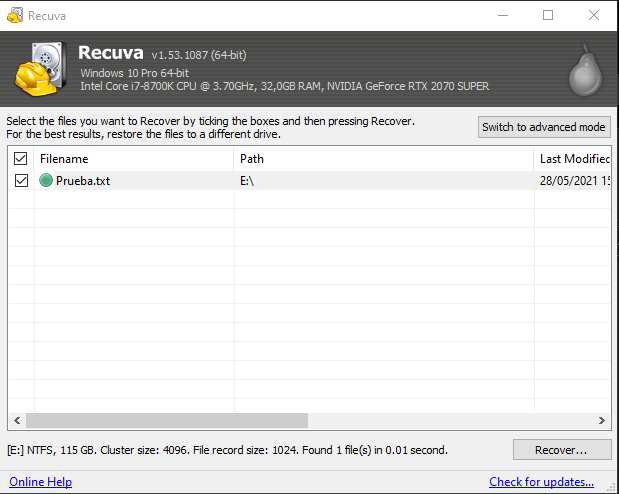 Recuva
Recuva v1.53.1087 (64-bit)
Windows 10 Pro 64-bit
Intel Core i7-8700K CPU @ 3.70GHz, 32,0GB RAM, NVIDIA GeForce RTX 2070 SUPER
Select the files you want to Recover by ticking the boxes and then pressing Recover.
For the best results, restore the files to a different drive.
Switch to advanced mode
Filename Path Last Modified
Prueba.txt E:\ 28/05/2021 15
[E:] NTFS, 115 GB. Cluster size: 4096. File record size: 1024. Found 1 file(s) in 0.01 second.
Recover...
Online Help Check for updates...